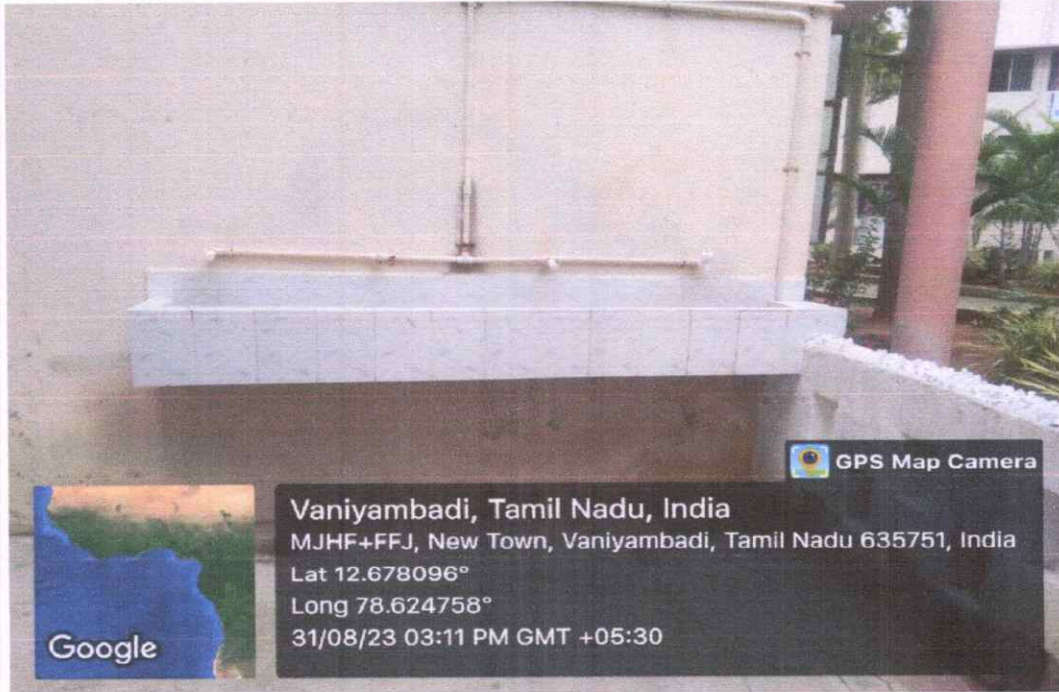 GPS Map Camera
Vaniyambadi, Tamil Nadu, India
MJHF+FFJ, New Town, Vaniyambadi, Tamil Nadu 635751, India
Lat 12.678096°
Long 78.624758°
31/08/23 03:11 PM GMT +05:30
Google